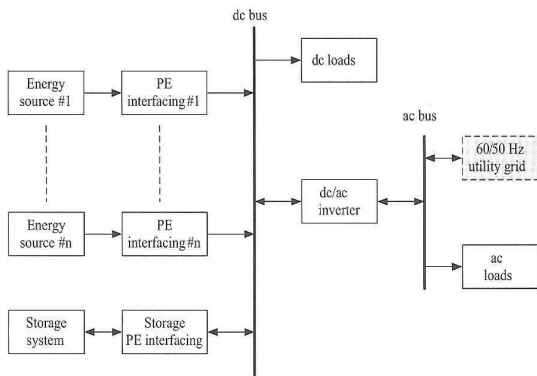 dc bus
dc loads
Energy
source #1
PE
interfacing#1
ac bus
60/50 Hz
utility grid
dc/ac
inverter
Energy
source #n
PE
interfacing#n
ac
loads
Storage
system
Storage
PE interfacing